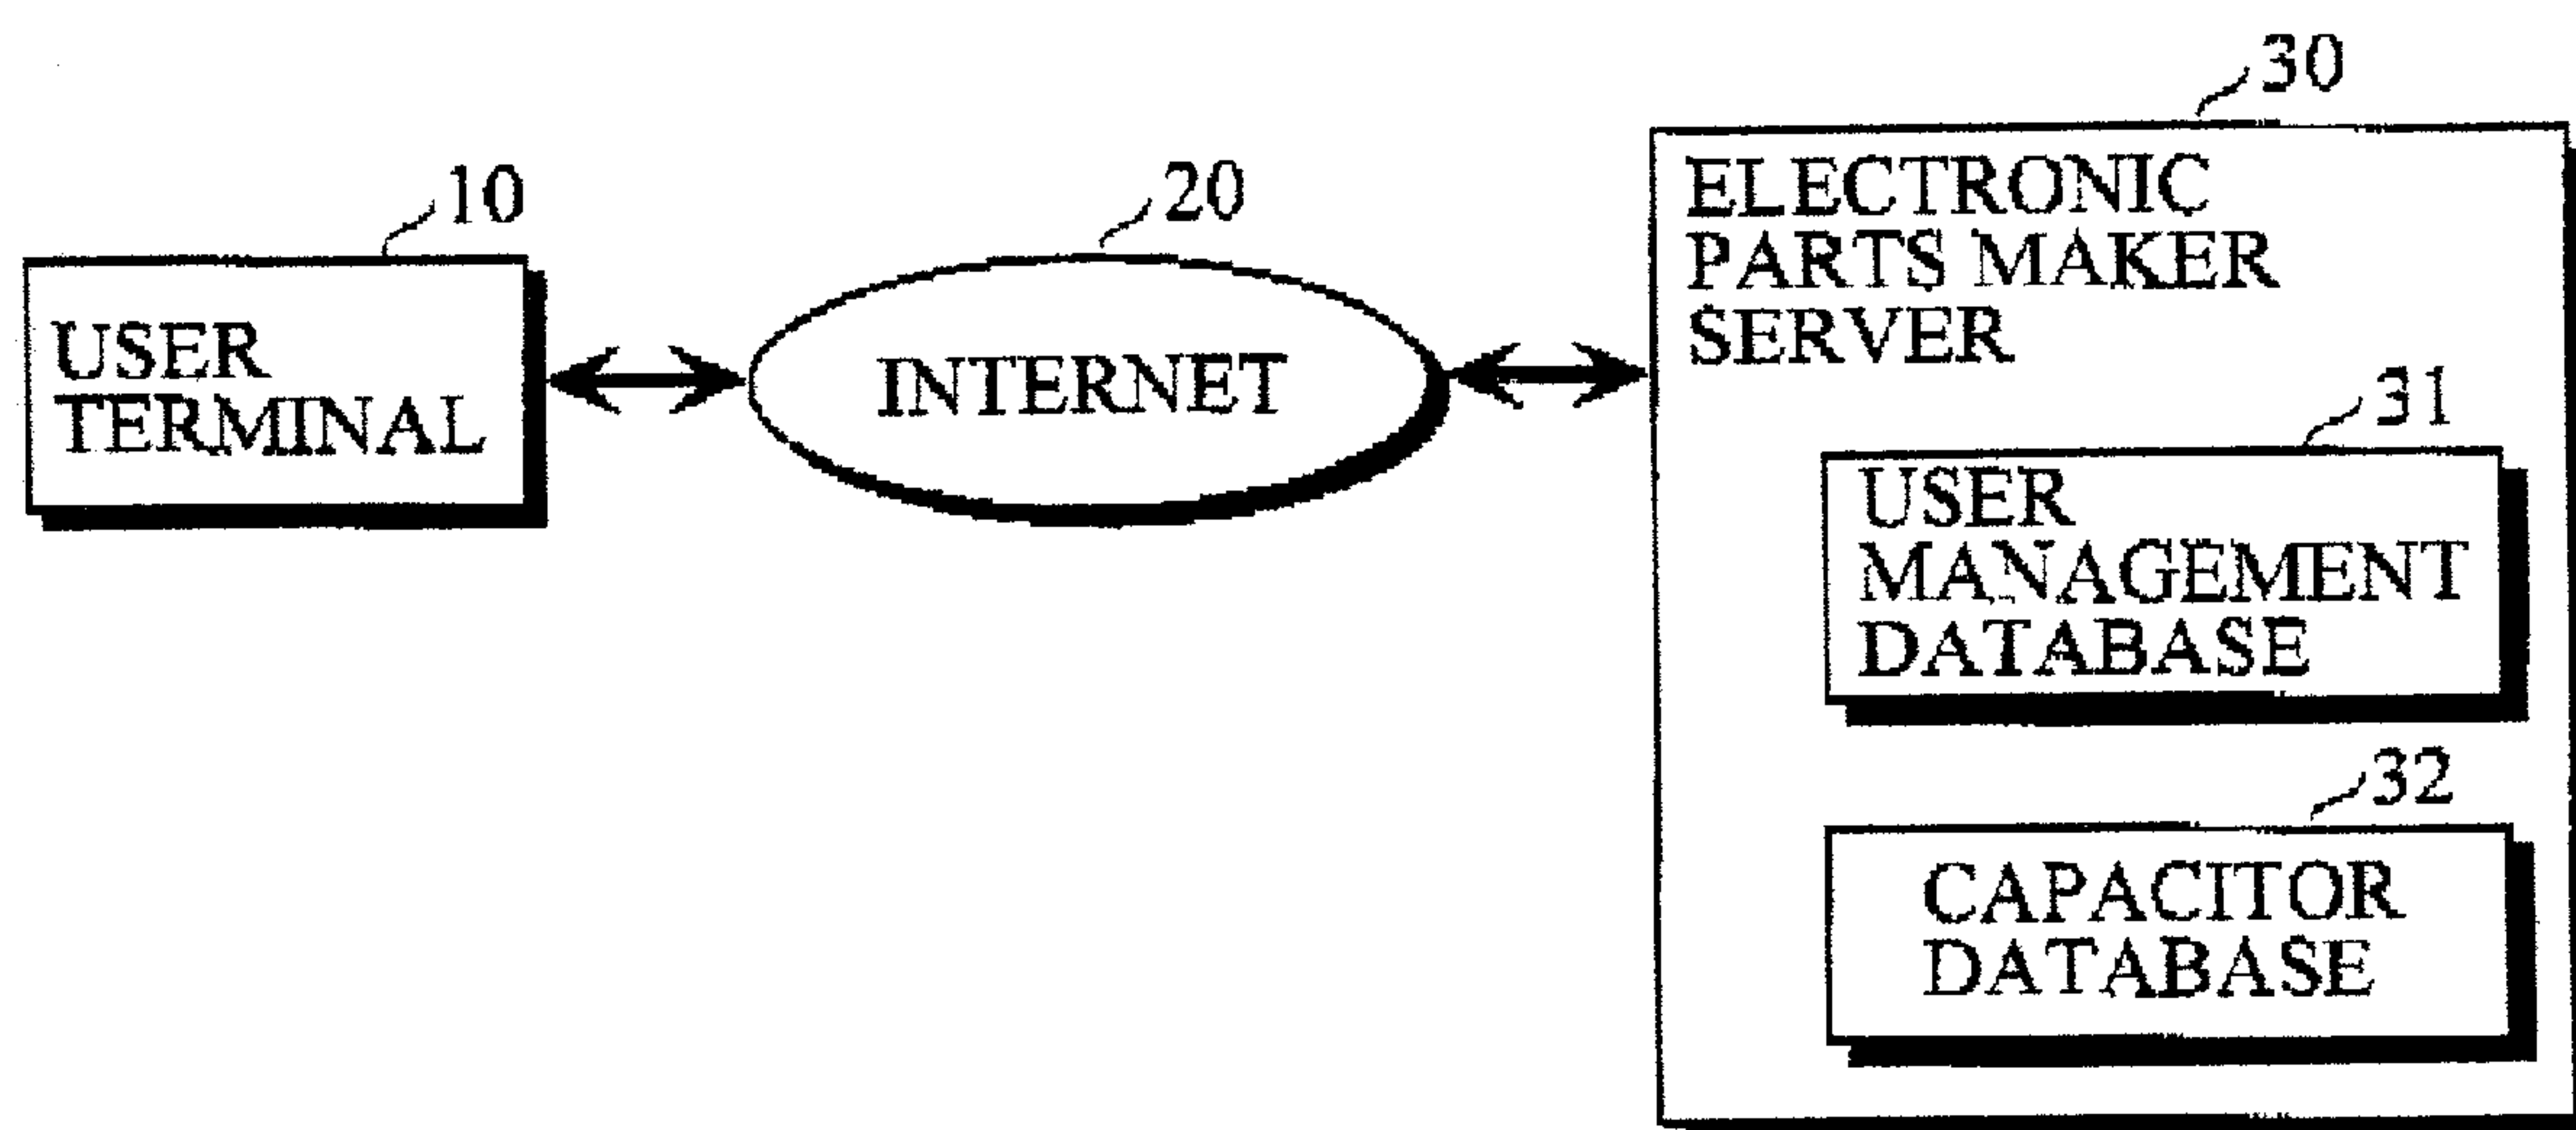 10
USER
TERMINAL
20
INTERNET
30
ELECTRONIC
PARTS MAKER
SERVER
31
USER
MANAGEMENT
DATABASE
32
CAPACITOR
DATABASE